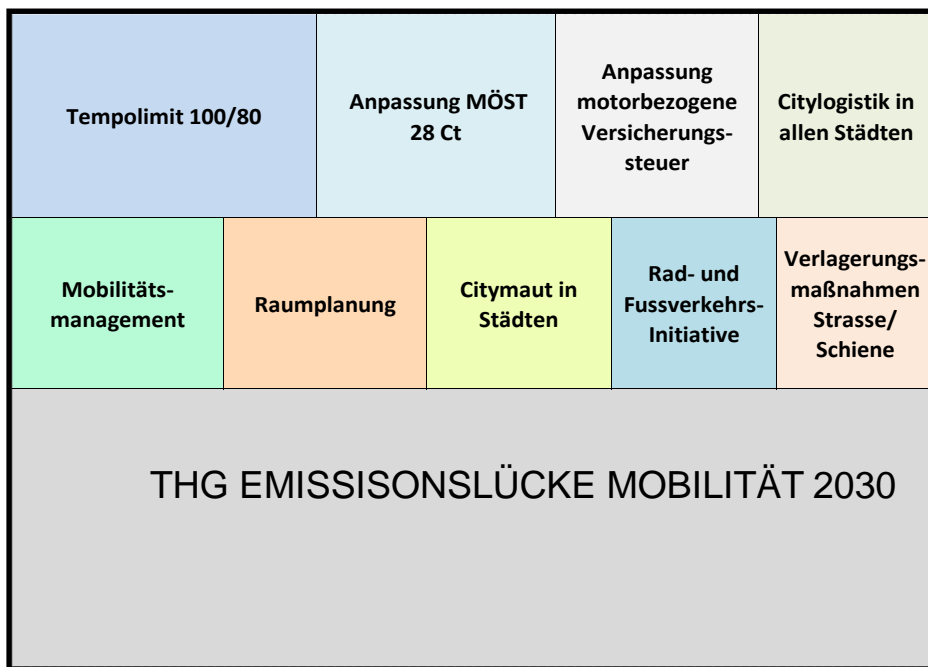 Tempolimit 100/80
Anpassung MÖST
28 Ct
Anpassung
motorbezogene
Versicherungs-
steuer
Citylogistik in
allen Städten
Mobilitäts-
management
Raumplanung
Citymaut in
Städten
Rad- und
Fussverkehrs-
Initiative
Verlagerungs-
maßnahmen
Strasse/
Schiene
THG EMISSISONSLÜCKE MOBILITÄT 2030